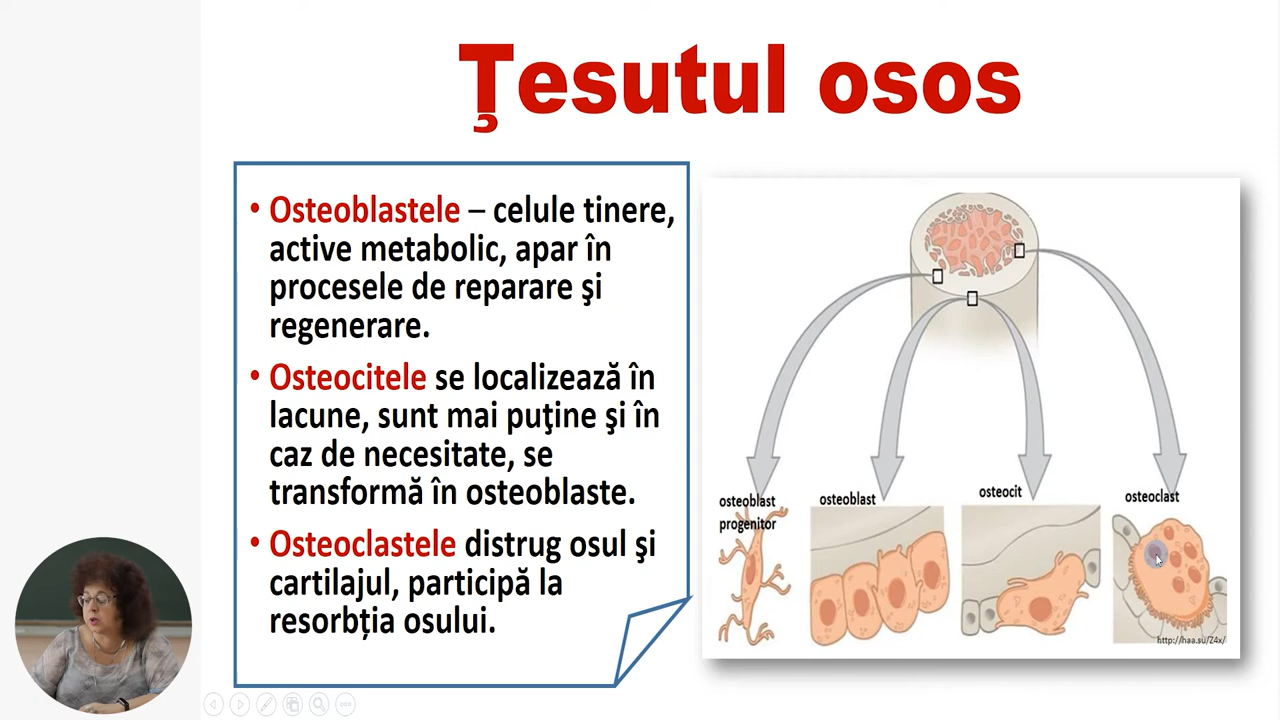 Ţesutul osos
• Osteoblastele – celule tinere,
active metabolic, apar în
procesele de reparare şi
regenerare.
• Osteocitele se localizează în
lacune, sunt mai puţine şi în
caz de necesitate, se
transformă în osteoblaste.
• Osteoclastele distrug osul şi
cartilajul, participă la
resorbția osului.
osteoblast
progenitor
osteoblast
osteocit
osteoclast
http://haa.su/Z4x/